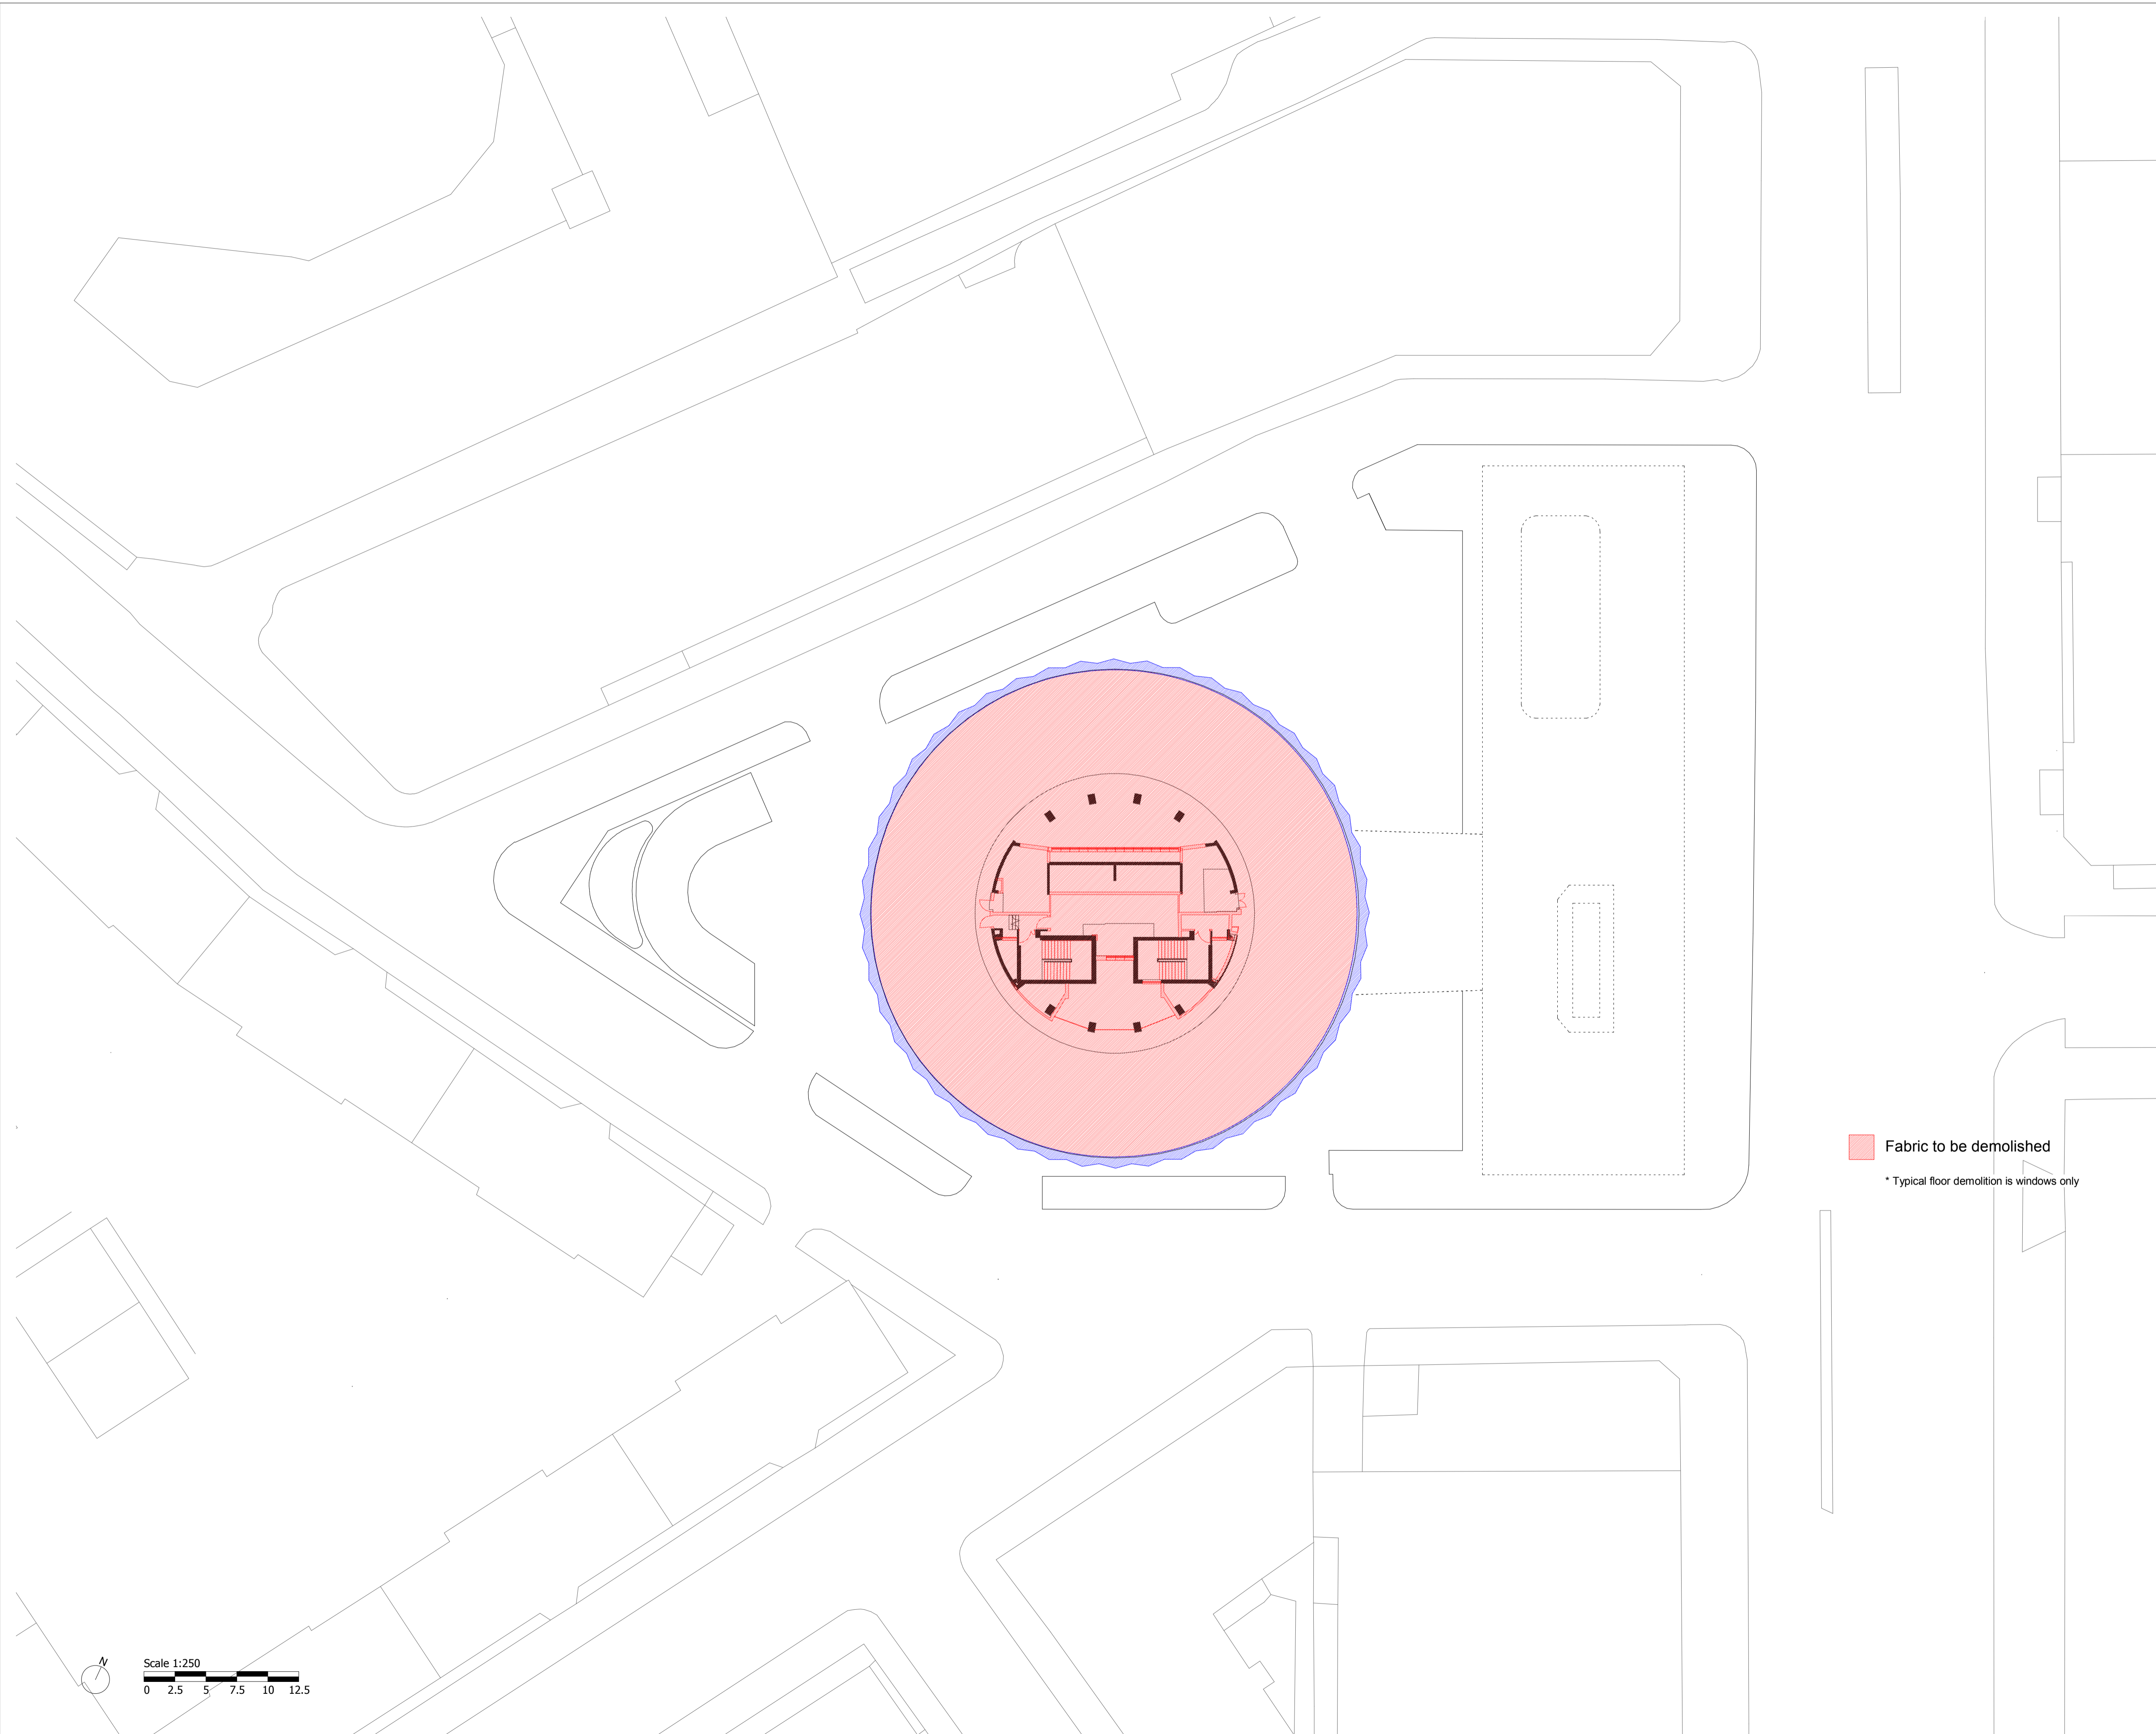 Fabric to be demolished
* Typical floor demolition is windows only
N
Scale 1:250
0 2.5 5 7.5 10 12.5